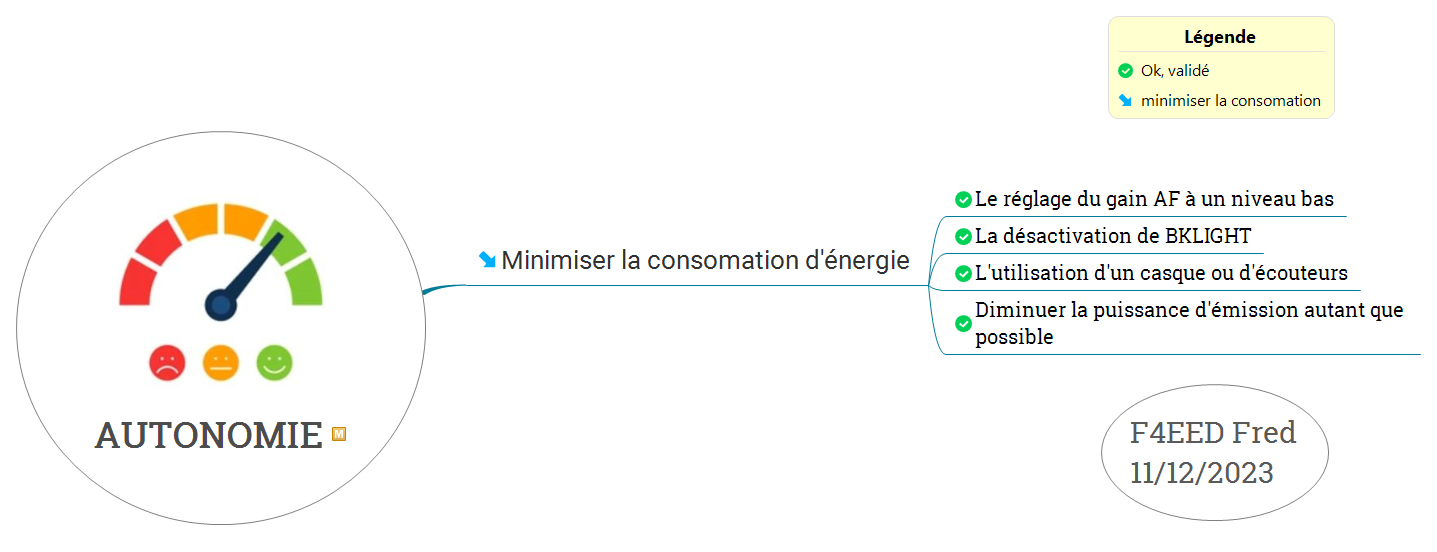 Légende
Ok, validé
minimiser la consomation
Le réglage du gain AF à un niveau bas
La désactivation de BKLIGHT
Minimiser la consomation d'énergie
L'utilisation d'un casque ou d'écouteurs
Diminuer la puissance d'émission autant que
possible
AUTONOMIE M
F4EED Fred
11/12/2023